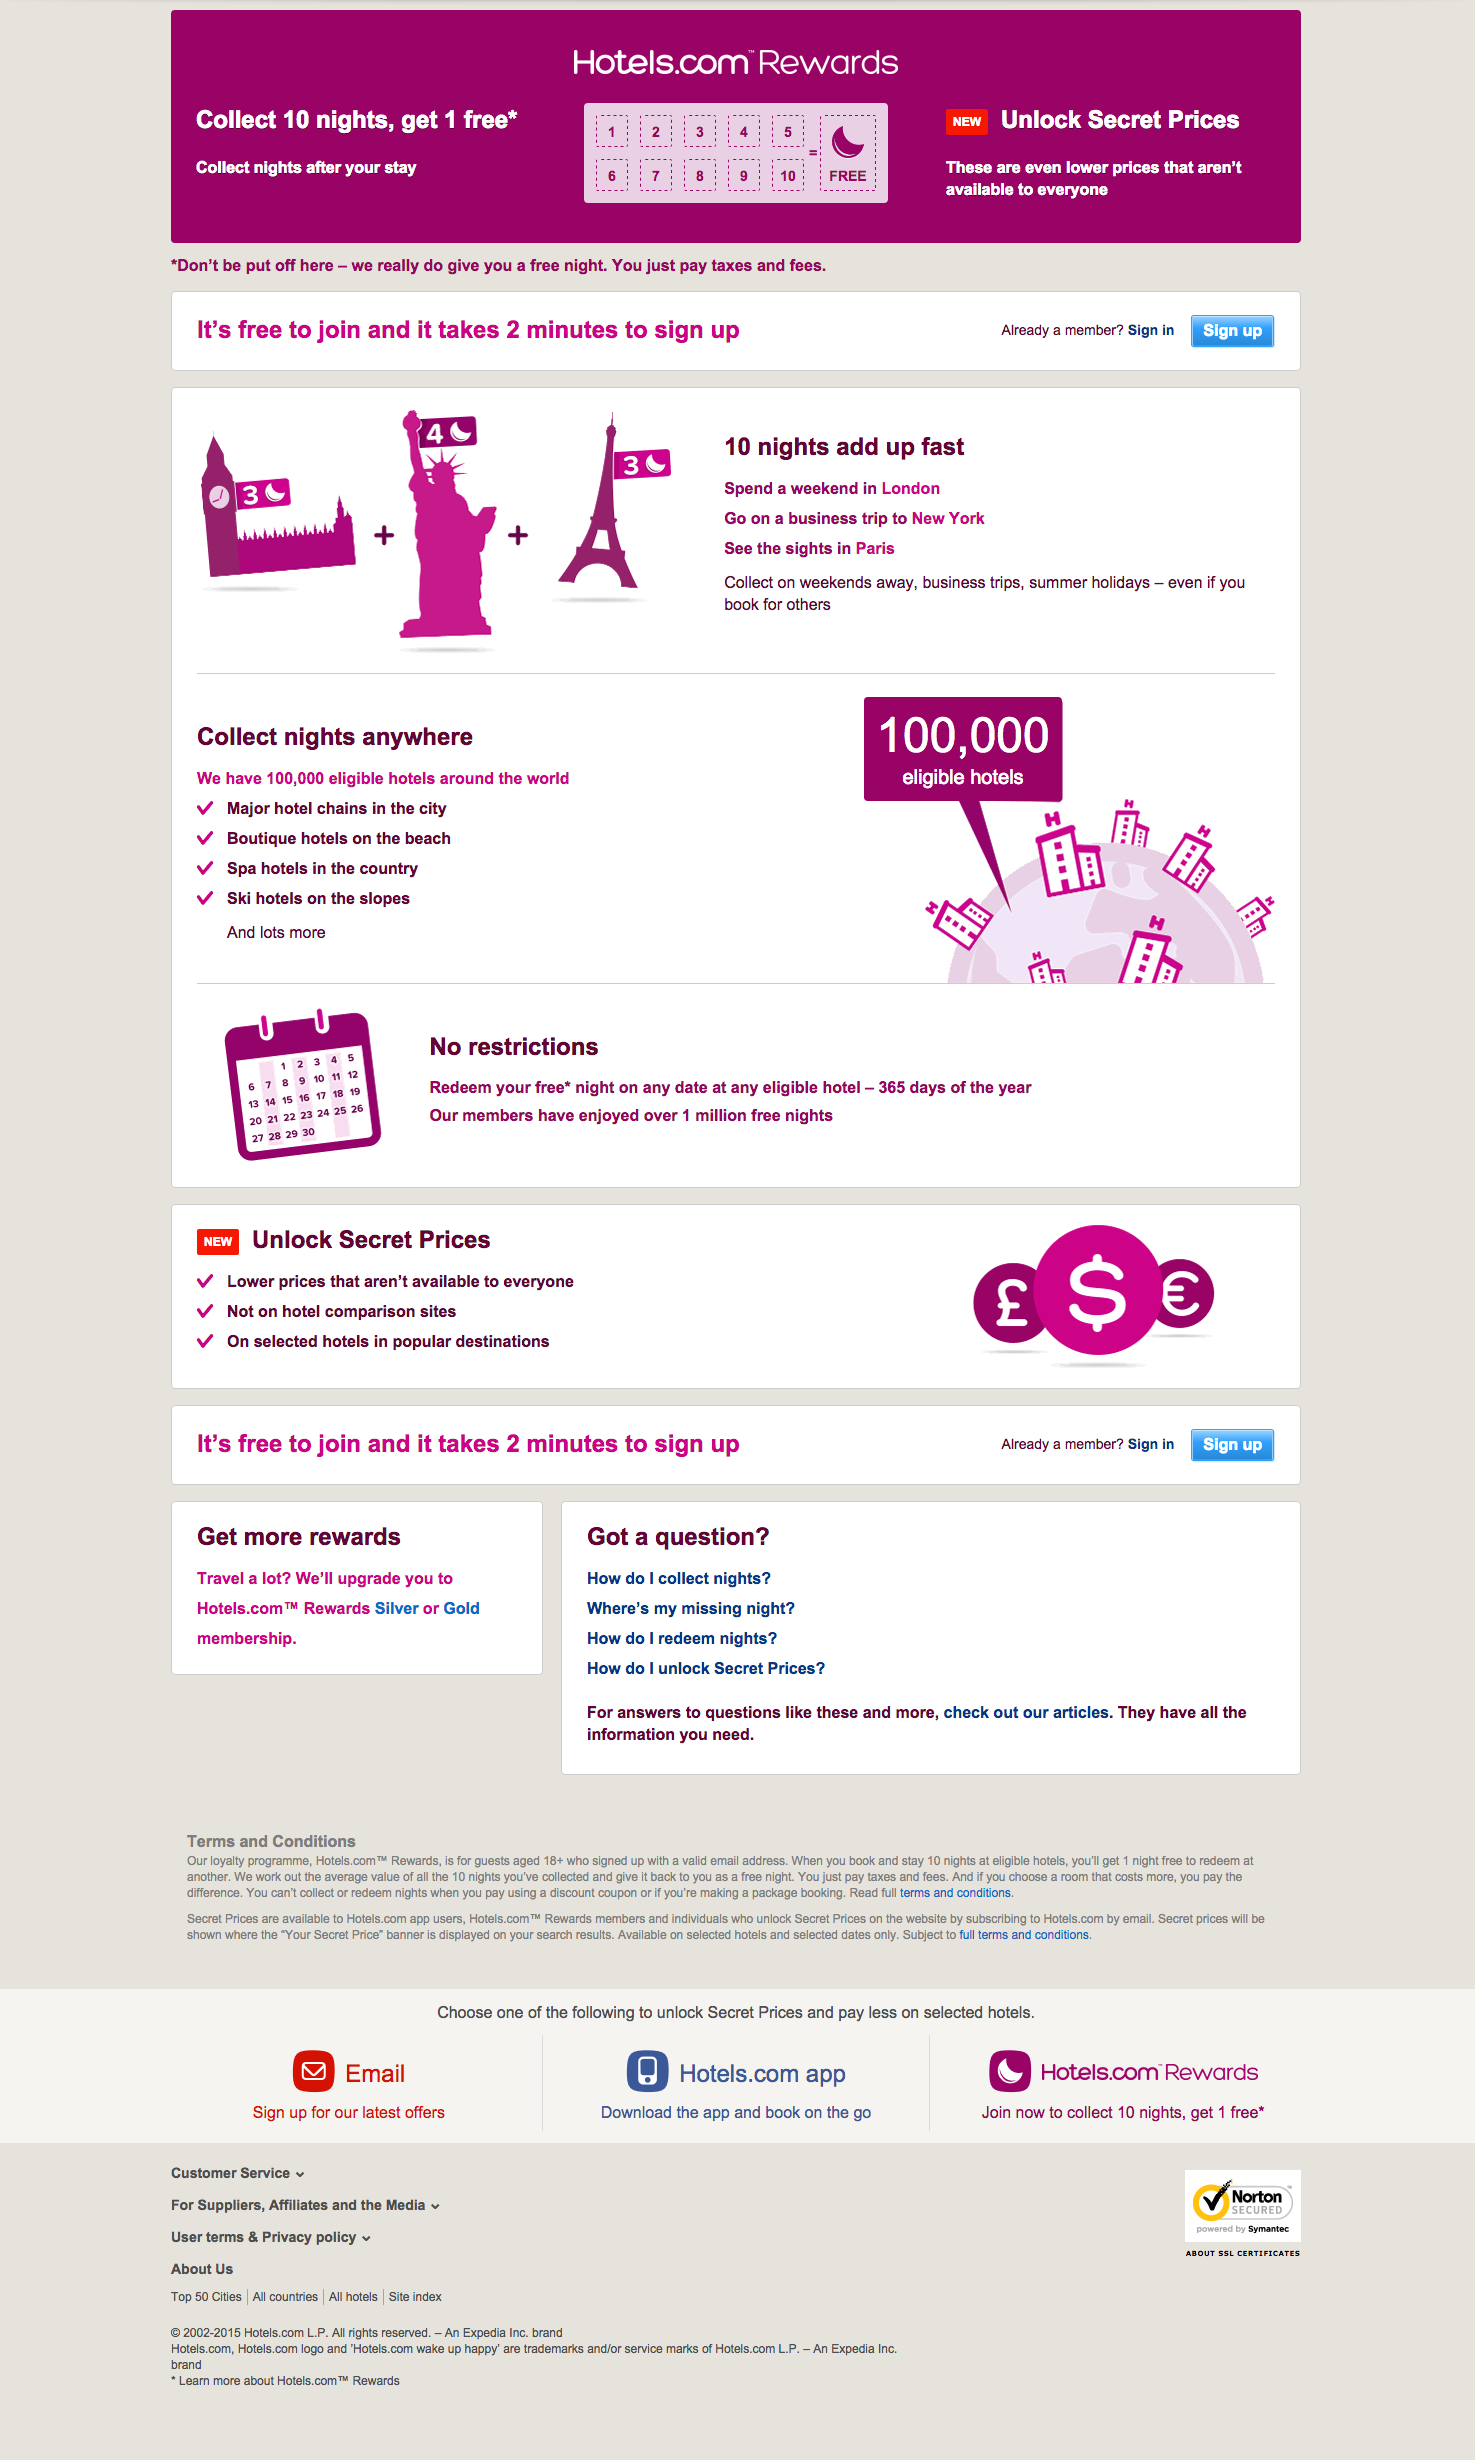 Hotels.com™ Rewards
Collect 10 nights, get 1 free*
Collect nights after your stay
1 2 3 4 5
6 7 8 9 10
=
FREE
NEW Unlock Secret Prices
These are even lower prices that aren’t
available to everyone
*Don’t be put off here – we really do give you a free night. You just pay taxes and fees.
It’s free to join and it takes 2 minutes to sign up
Already a member? Sign in Sign up
3 + 4 + 3
10 nights add up fast
Spend a weekend in London
Go on a business trip to New York
See the sights in Paris
Collect on weekends away, business trips, summer holidays – even if you
book for others
Collect nights anywhere
We have 100,000 eligible hotels around the world
Major hotel chains in the city
Boutique hotels on the beach
Spa hotels in the country
Ski hotels on the slopes
And lots more
100,000
eligible hotels
H H H H H H H
1 2 3 4 5
6 7 8 9 10 11 12
13 14 15 16 17 18 19
20 21 22 23 24 25 26
27 28 29 30
No restrictions
Redeem your free* night on any date at any eligible hotel – 365 days of the year
Our members have enjoyed over 1 million free nights
NEW Unlock Secret Prices
Lower prices that aren’t available to everyone
Not on hotel comparison sites
On selected hotels in popular destinations
£ $ €
It’s free to join and it takes 2 minutes to sign up
Already a member? Sign in Sign up
Get more rewards
Travel a lot? We’ll upgrade you to
Hotels.com™ Rewards Silver or Gold
membership.
Got a question?
How do I collect nights?
Where’s my missing night?
How do I redeem nights?
How do I unlock Secret Prices?
For answers to questions like these and more, check out our articles. They have all the
information you need.
Terms and Conditions
Our loyalty programme, Hotels.com™ Rewards, is for guests aged 18+ who signed up with a valid email address. When you book and stay 10 nights at eligible hotels, you’ll get 1 night free to redeem at
another. We work out the average value of all the 10 nights you’ve collected and give it back to you as a free night. You just pay taxes and fees. And if you choose a room that costs more, you pay the
difference. You can’t collect or redeem nights when you pay using a discount coupon or if you’re making a package booking. Read full terms and conditions.
Secret Prices are available to Hotels.com app users, Hotels.com™ Rewards members and individuals who unlock Secret Prices on the website by subscribing to Hotels.com by email. Secret prices will be
shown where the “Your Secret Price” banner is displayed on your search results. Available on selected hotels and selected dates only. Subject to full terms and conditions.
Choose one of the following to unlock Secret Prices and pay less on selected hotels.
Email
Sign up for our latest offers
Hotels.com app
Download the app and book on the go
Hotels.com™ Rewards
Join now to collect 10 nights, get 1 free*
Customer Service
For Suppliers, Affiliates and the Media
User terms & Privacy policy
About Us
Top 50 Cities | All countries | All hotels | Site index
Norton™
SECURED
powered by Symantec
ABOUT SSL CERTIFICATES
© 2002-2015 Hotels.com L.P. All rights reserved. – An Expedia Inc. brand
Hotels.com, Hotels.com logo and 'Hotels.com wake up happy' are trademarks and/or service marks of Hotels.com L.P. – An Expedia Inc.
brand
* Learn more about Hotels.com™ Rewards